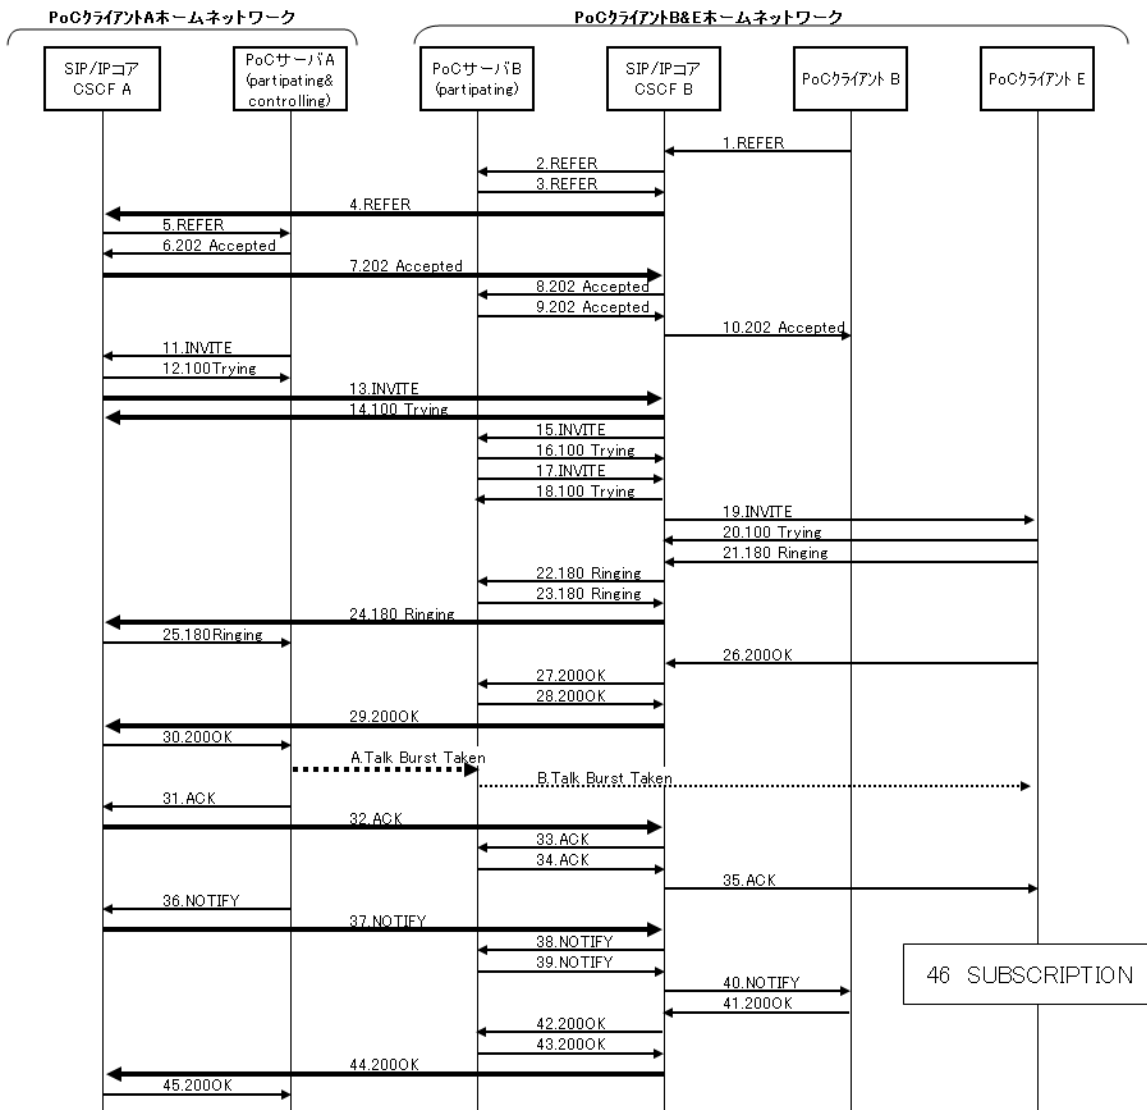 PoCクライアントAホームネットワーク
PoCクライアントB&Eホームネットワーク
SIP/IPコア
CSCF A
PoCサーバA
(partipating&
controlling)
PoCサーバB
(partipating)
SIP/IPコア
CSCF B
PoCクライアント B
PoCクライアント E
1.REFER
2.REFER
3.REFER
4.REFER
5.REFER
6.202 Accepted
7.202 Accepted
8.202 Accepted
9.202 Accepted
10.202 Accepted
11.INVITE
12.100Trying
13.INVITE
14.100 Trying
15.INVITE
16.100 Trying
17.INVITE
18.100 Trying
19.INVITE
20.100 Trying
21.180 Ringing
22.180 Ringing
23.180 Ringing
24.180 Ringing
25.180Ringing
26.200OK
27.200OK
28.200OK
29.200OK
30.200OK
A.Talk Burst Taken
B.Talk Burst Taken
31.ACK
32.ACK
33.ACK
34.ACK
35.ACK
36.NOTIFY
37.NOTIFY
38.NOTIFY
39.NOTIFY
40.NOTIFY
41.200OK
42.200OK
43.200OK
44.200OK
45.200OK
46 SUBSCRIPTION